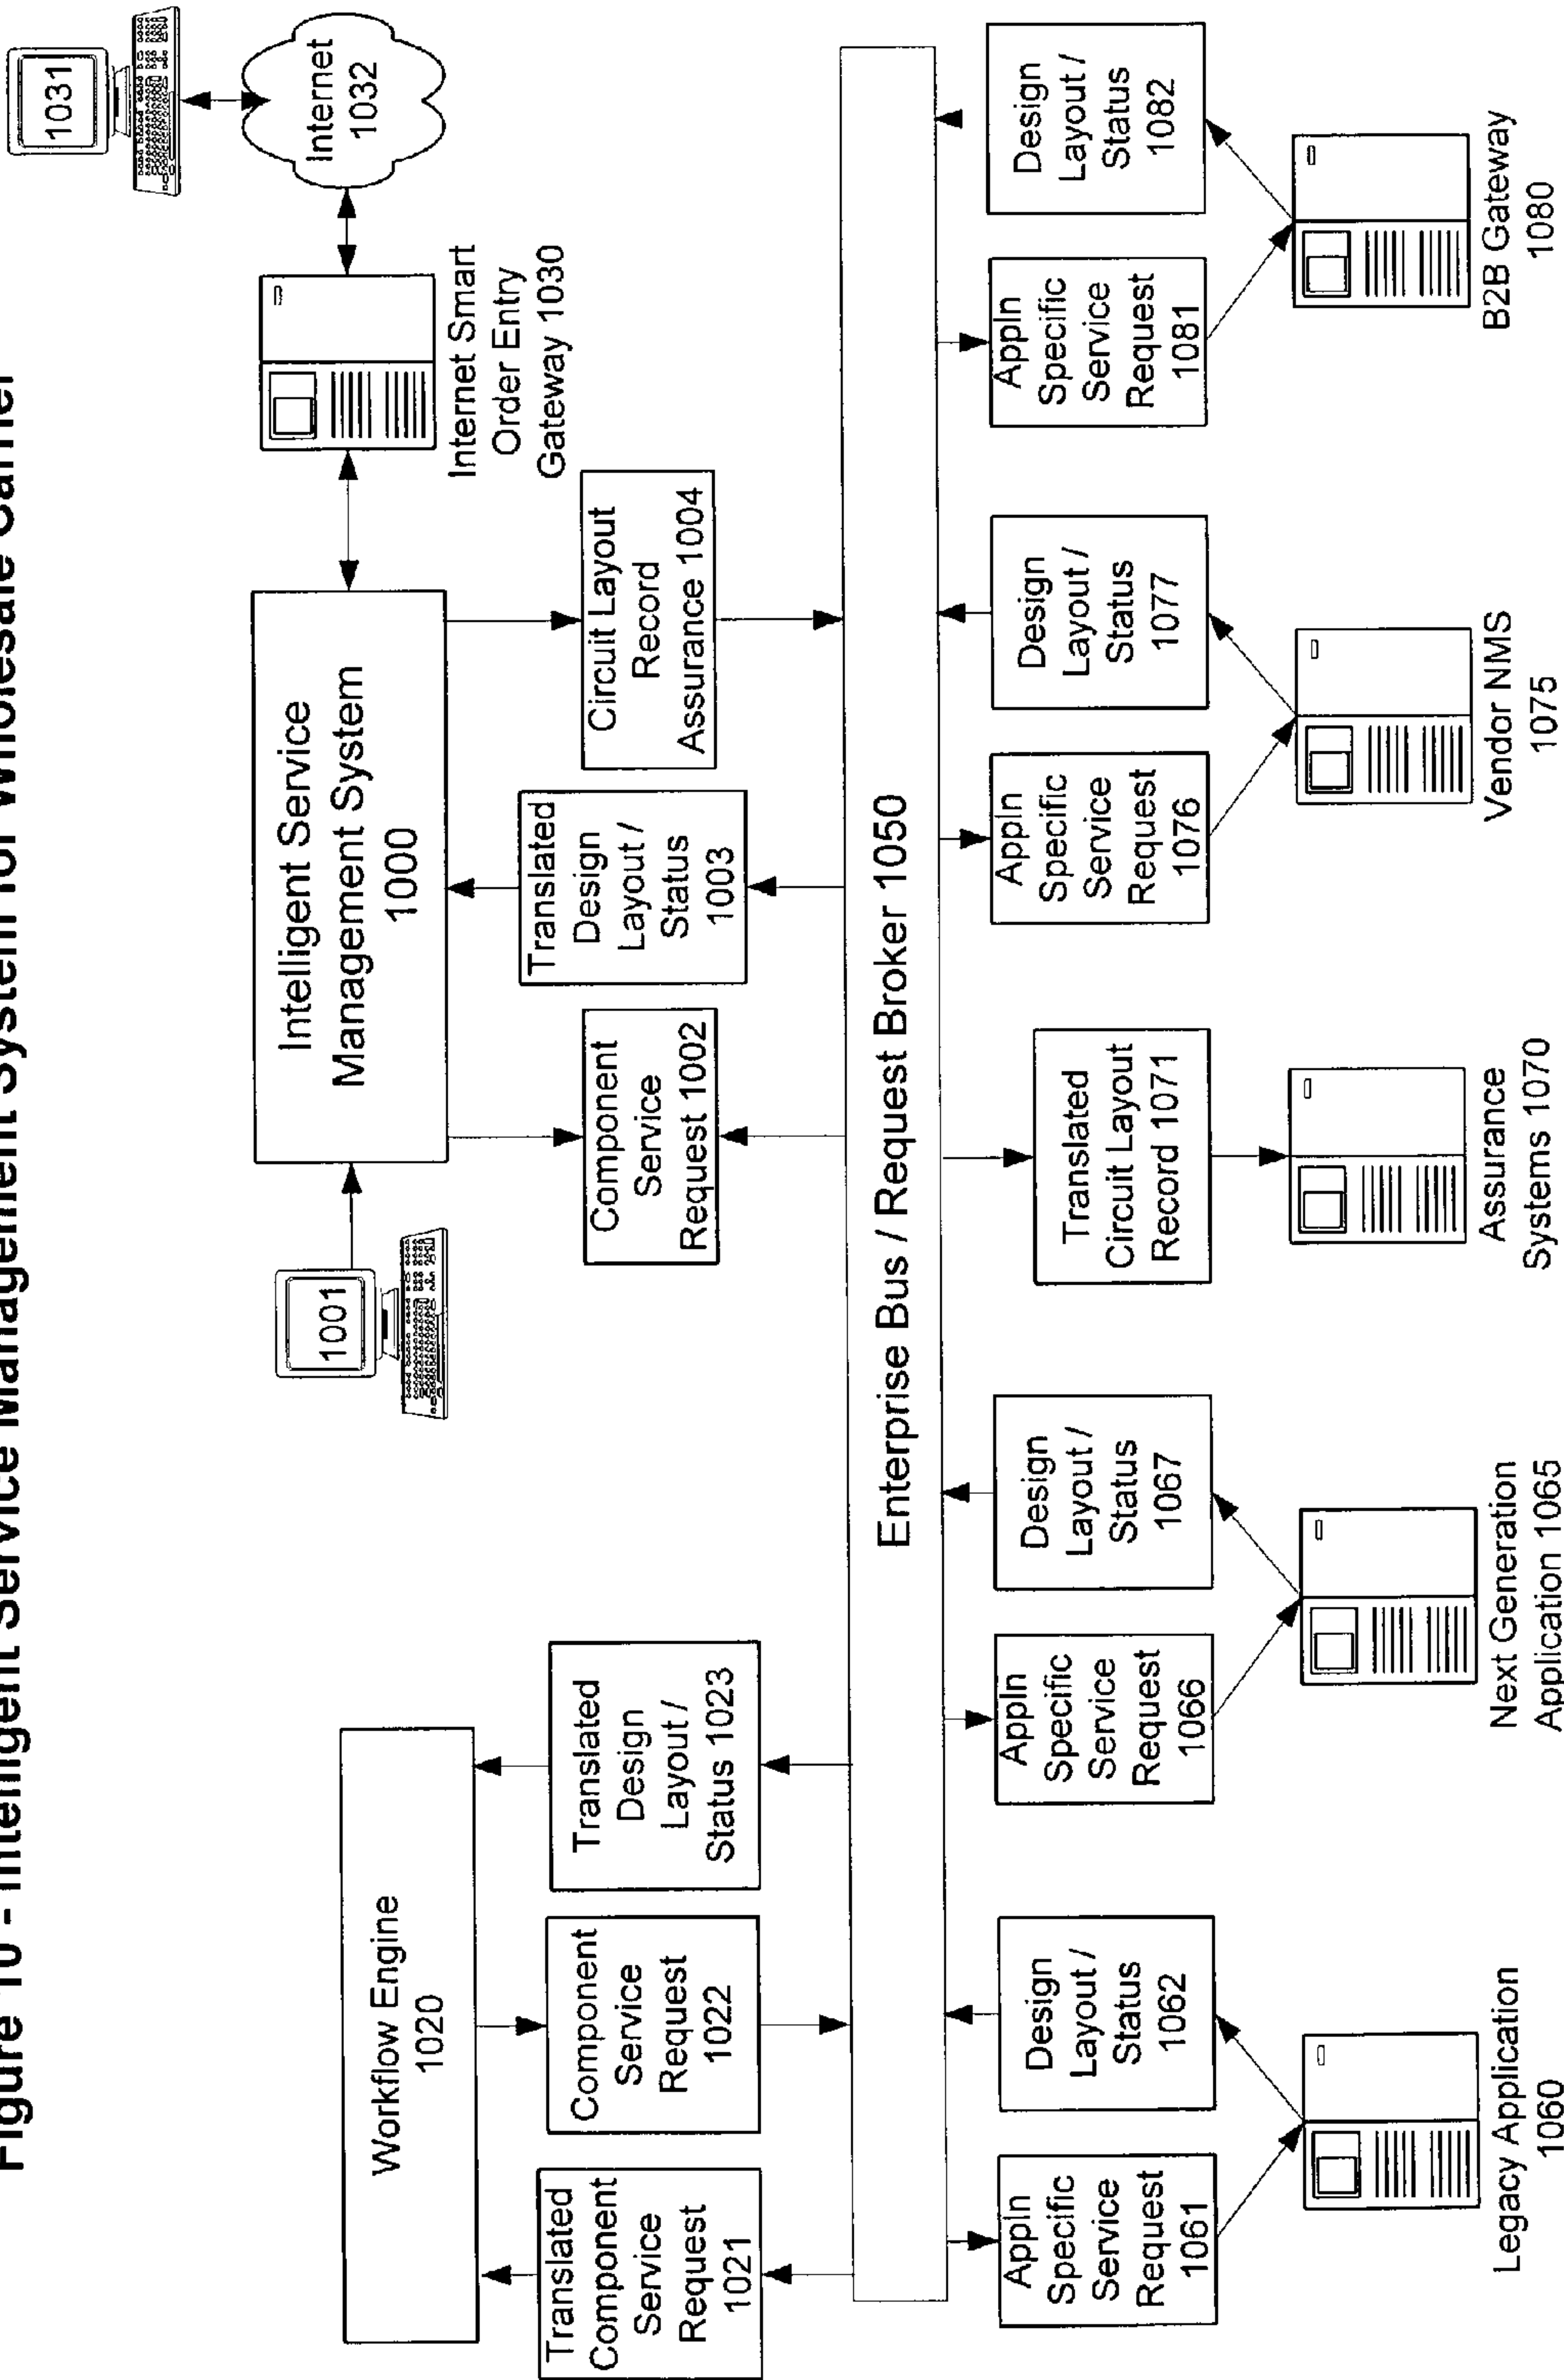 Figure 10 - Intelligent Service Management System for Wholesale Carrier
1031
Internet
1032
Internet Smart
Order Entry
Gateway 1030
Intelligent Service
Management System
1000
1001
Workflow Engine
1020
Translated
Component
Service
Request
1021
Component
Service
Request
1022
Translated
Design
Layout /
Status 1023
Component
Service
Request 1002
Translated
Design
Layout /
Status
1003
Circuit Layout
Record
Assurance 1004
Enterprise Bus / Request Broker 1050
Appln
Specific
Service
Request
1061
Design
Layout /
Status
1062
Appln
Specific
Service
Request
1066
Design
Layout /
Status
1067
Translated
Circuit Layout
Record 1071
Appln
Specific
Service
Request
1076
Design
Layout /
Status
1077
Appln
Specific
Service
Request
1081
Design
Layout /
Status
1082
Legacy Application
1060
Next Generation
Application 1065
Assurance
Systems 1070
Vendor NMS
1075
B2B Gateway
1080